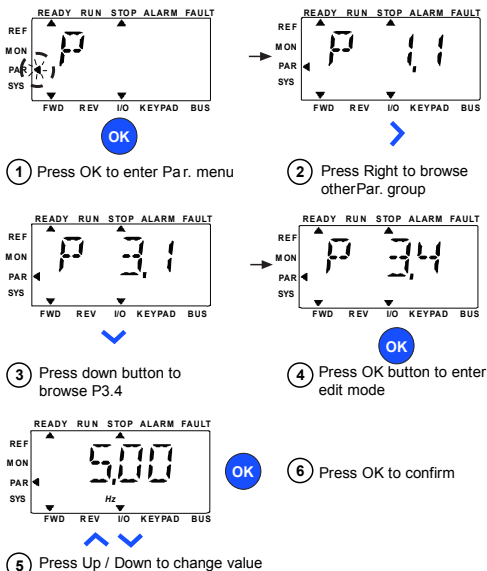 READY RUN STOP ALARM FAULT
REF
MON
PAR
SYS
P
FWD REV I/O KEYPAD BUS
OK
1 Press OK to enter Par. menu
READY RUN STOP ALARM FAULT
REF
MON
PAR
SYS
P 1,1
FWD REV I/O KEYPAD BUS
2 Press Right to browse
otherPar. group
READY RUN STOP ALARM FAULT
REF
MON
PAR
SYS
P 3,1
FWD REV I/O KEYPAD BUS
3 Press down button to
browse P3.4
READY RUN STOP ALARM FAULT
REF
MON
PAR
SYS
P 3,4
FWD REV I/O KEYPAD BUS
OK
4 Press OK button to enter
edit mode
READY RUN STOP ALARM FAULT
REF
MON
PAR
SYS
5,00
Hz
FWD REV I/O KEYPAD BUS
5 Press Up / Down to change value
OK
6 Press OK to confirm